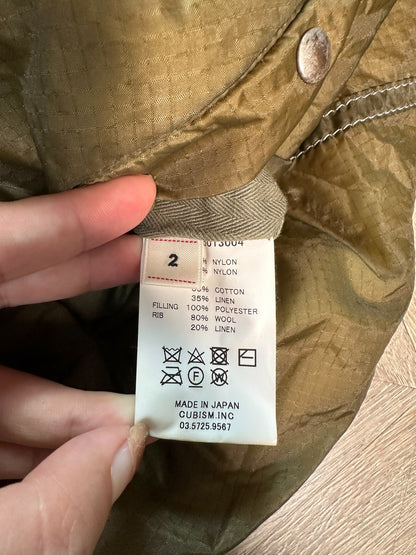 2
013004
% NYLON
% NYLON
% COTTON
35% LINEN
FILLING 100% POLYESTER
RIB 80% WOOL
20% LINEN
F
W
MADE IN JAPAN
CUBISM.INC
03.5725.9567